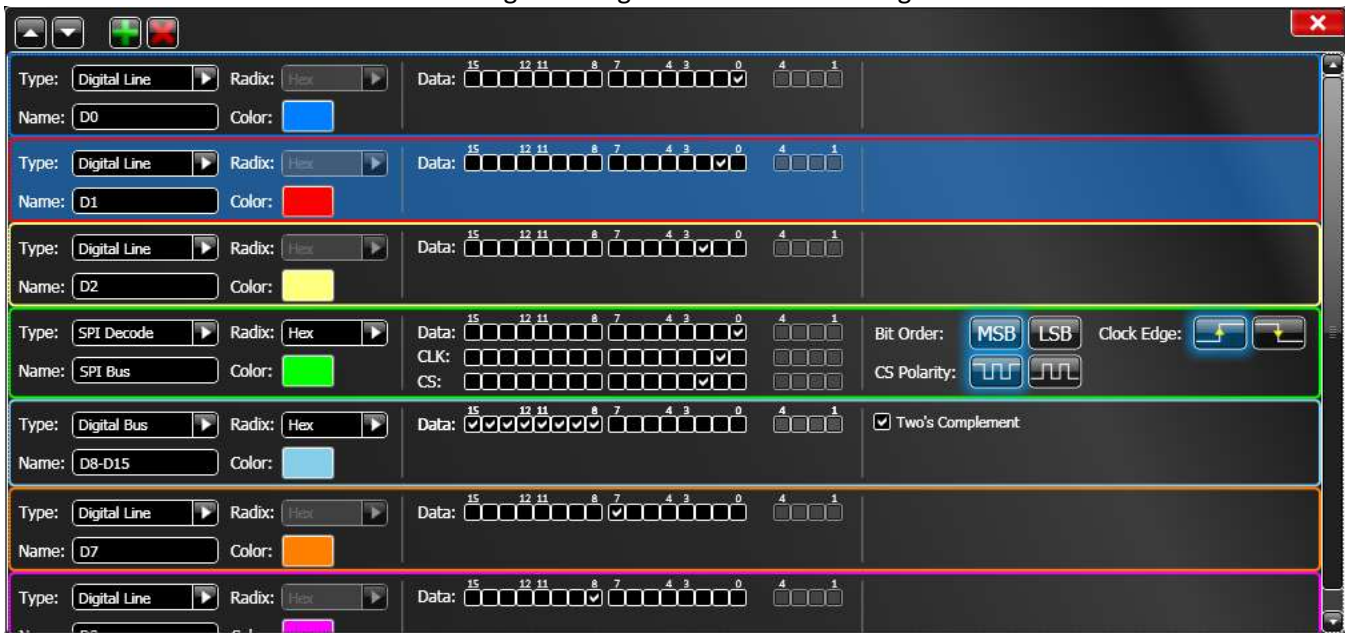 15 12 11 8 7 4 3 0 4 1
Type: Digital Line Radix: Hex Data:
Name: D0 Color:
15 12 11 8 7 4 3 0 4 1
Type: Digital Line Radix: Hex Data:
Name: D1 Color:
15 12 11 8 7 4 3 0 4 1
Type: Digital Line Radix: Hex Data:
Name: D2 Color:
15 12 11 8 7 4 3 0 4 1
Type: SPI Decode Radix: Hex Data: Bit Order: MSB LSB Clock Edge:
CLK:
Name: SPI Bus Color: CS: CS Polarity:
15 12 11 8 7 4 3 0 4 1
Type: Digital Bus Radix: Hex Data: Two's Complement
Name: D8-D15 Color:
15 12 11 8 7 4 3 0 4 1
Type: Digital Line Radix: Hex Data:
Name: D7 Color:
15 12 11 8 7 4 3 0 4 1
Type: Digital Line Radix: Hex Data: